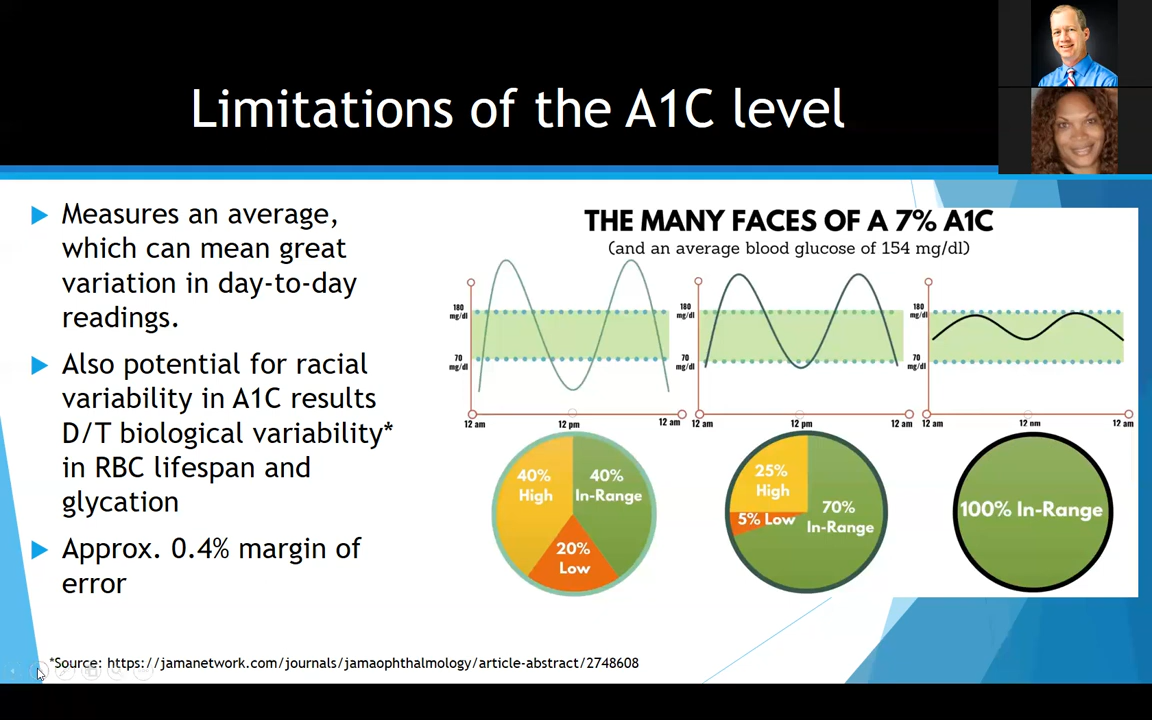 Limitations of the A1C level
Measures an average,
which can mean great
variation in day-to-day
readings.
Also potential for racial
variability in A1C results
D/T biological variability*
in RBC lifespan and
glycation
Approx. 0.4% margin of
error
THE MANY FACES OF A 7% A1C
(and an average blood glucose of 154 mg/dl)
180
mg/dl
70
mg/dl
12 am
12 pm
12 am
180
mg/dl
70
mg/dl
12 am
12 pm
12 am
180
mg/dl
70
mg/dl
12 am
12 nm
12 am
40%
High
40%
In-Range
20%
Low
25%
High
5% Low
70%
In-Range
100% In-Range
*Source: https://jamanetwork.com/journals/jamaophthalmology/article-abstract/2748608